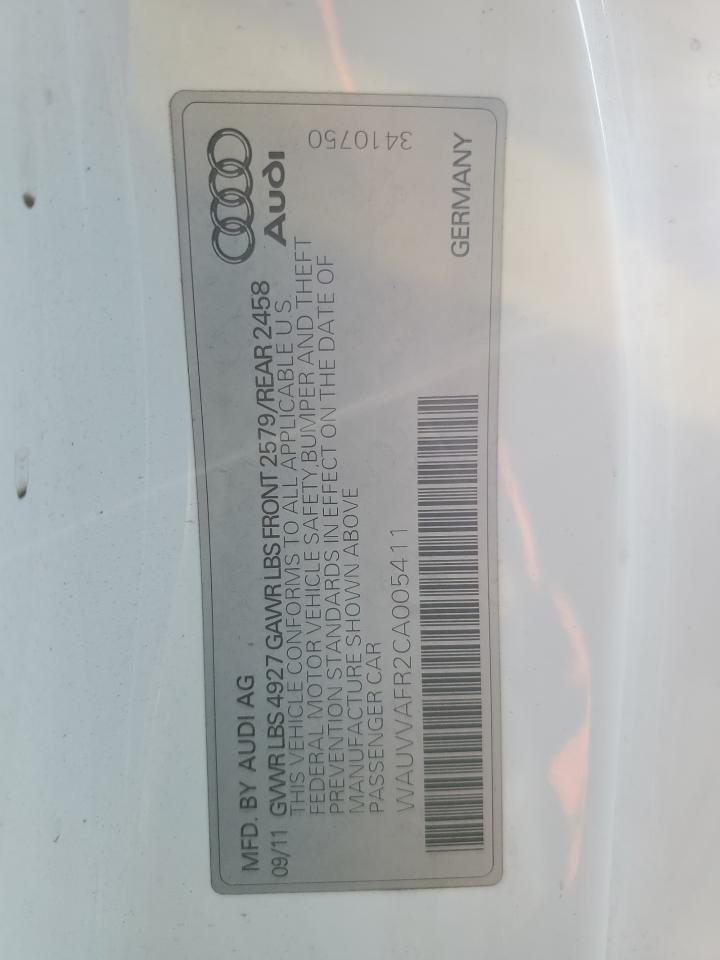 MFD. BY AUDI AG
09/11 GVWR LBS 4927 GAWR LBS FRONT 2579/REAR 2458
THIS VEHICLE CONFORMS TO ALL APPLICABLE U.S.
FEDERAL MOTOR VEHICLE SAFETY,BUMPER AND THEFT
PREVENTION STANDARDS IN EFFECT ON THE DATE OF
MANUFACTURE SHOWN ABOVE
PASSENGER CAR
WAUVVAFR2CA005411
Audi
3410750
GERMANY